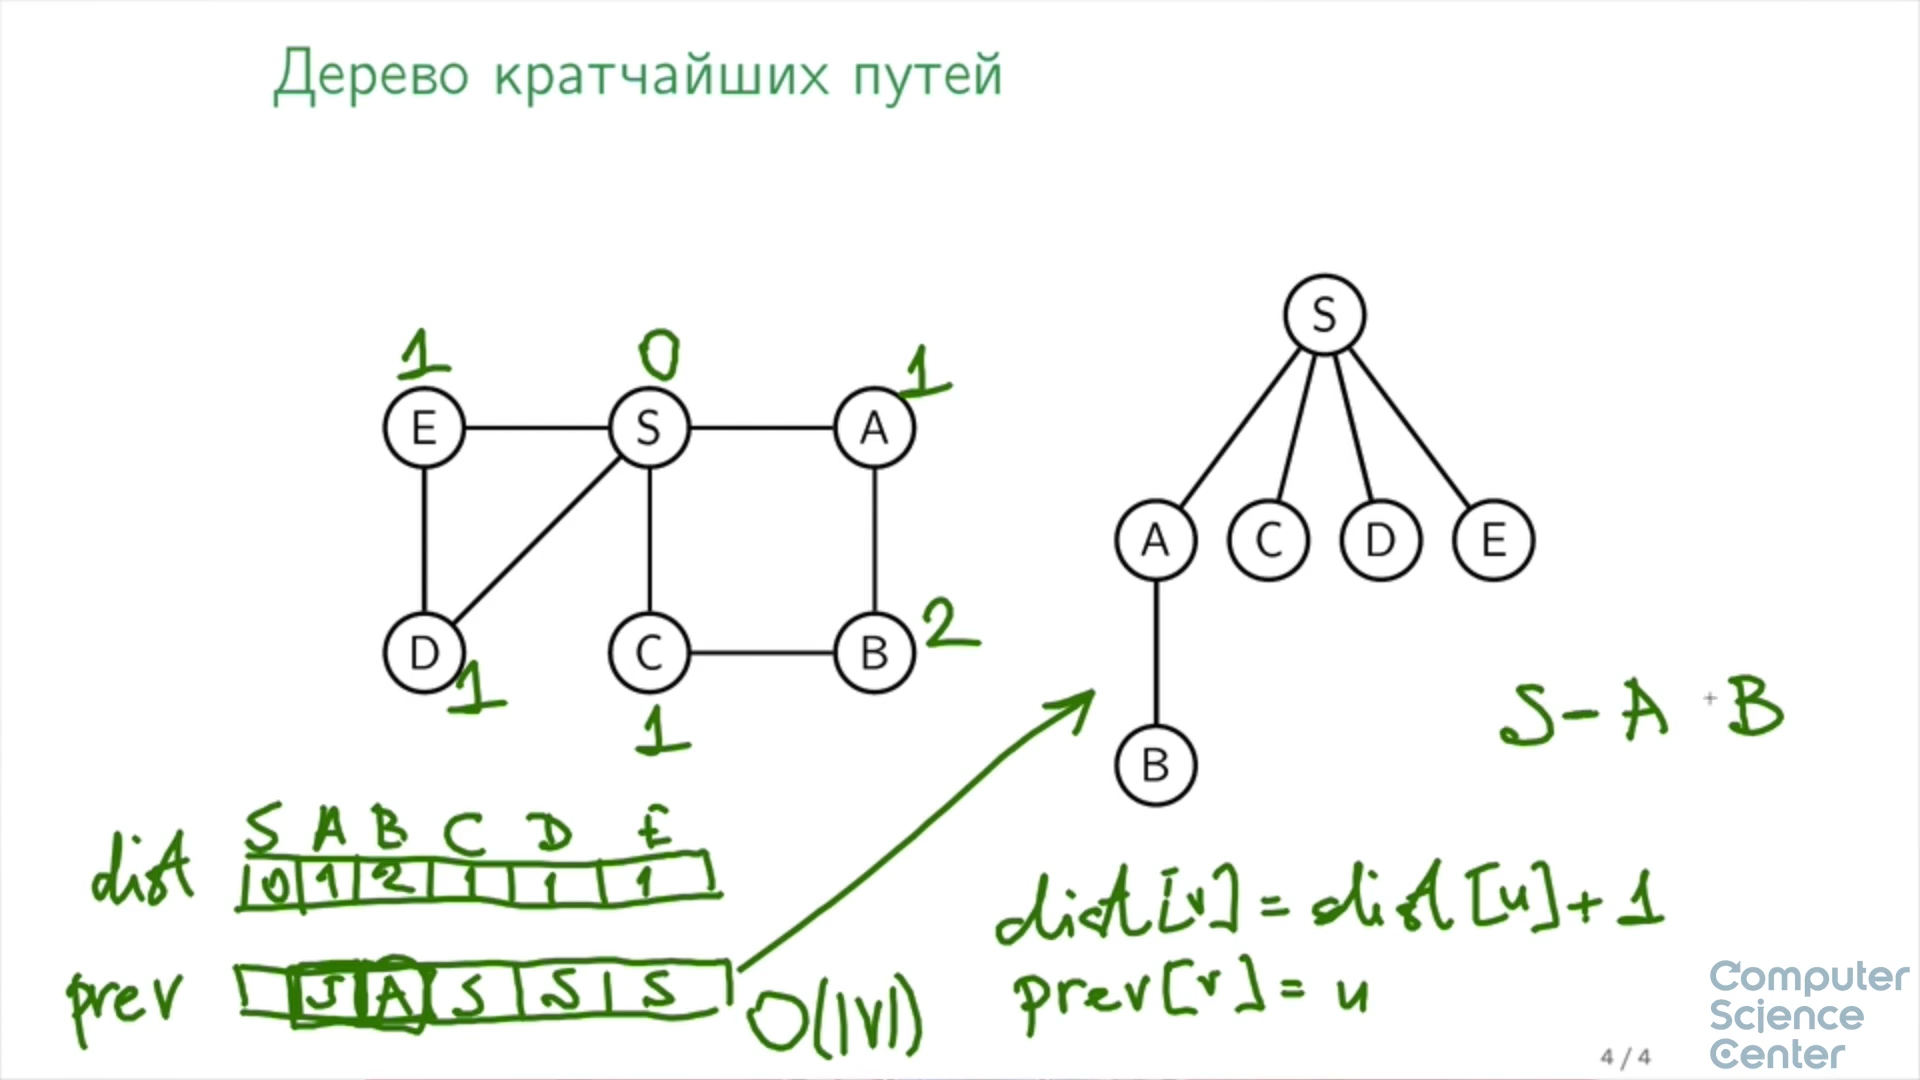 Дерево кратчайших путей
1 0 1
E S A
D C B
1 1 2
S
A C D E
B
S - A B
S A B C D E
dist 0 1 2 1 1 1
prev S A S S S
O(|V|)
dist[v] = dist[u] + 1
prev[v] = u
Computer
Science
Center
4 / 4